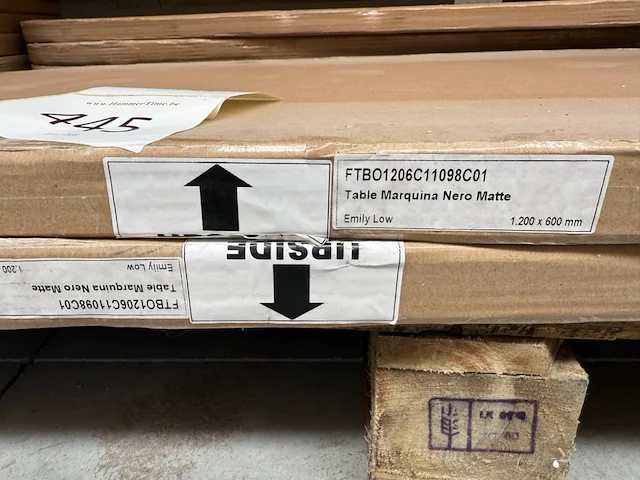 www.HammerTime.be
445
FTBO1206C11098C01
Table Marquina Nero Matte
Emily Low 1.200 x 600 mm
UPSIDE
FTBO1206C11098C01
Table Marquina Nero Matte
Emily Low 1.200